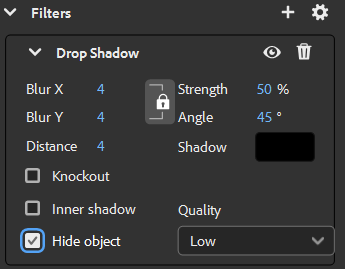 Filters
Drop Shadow
Blur X 4 Strength 50 %
Blur Y 4 Angle 45 °
Distance 4 Shadow
Knockout
Inner shadow Quality
Hide object Low